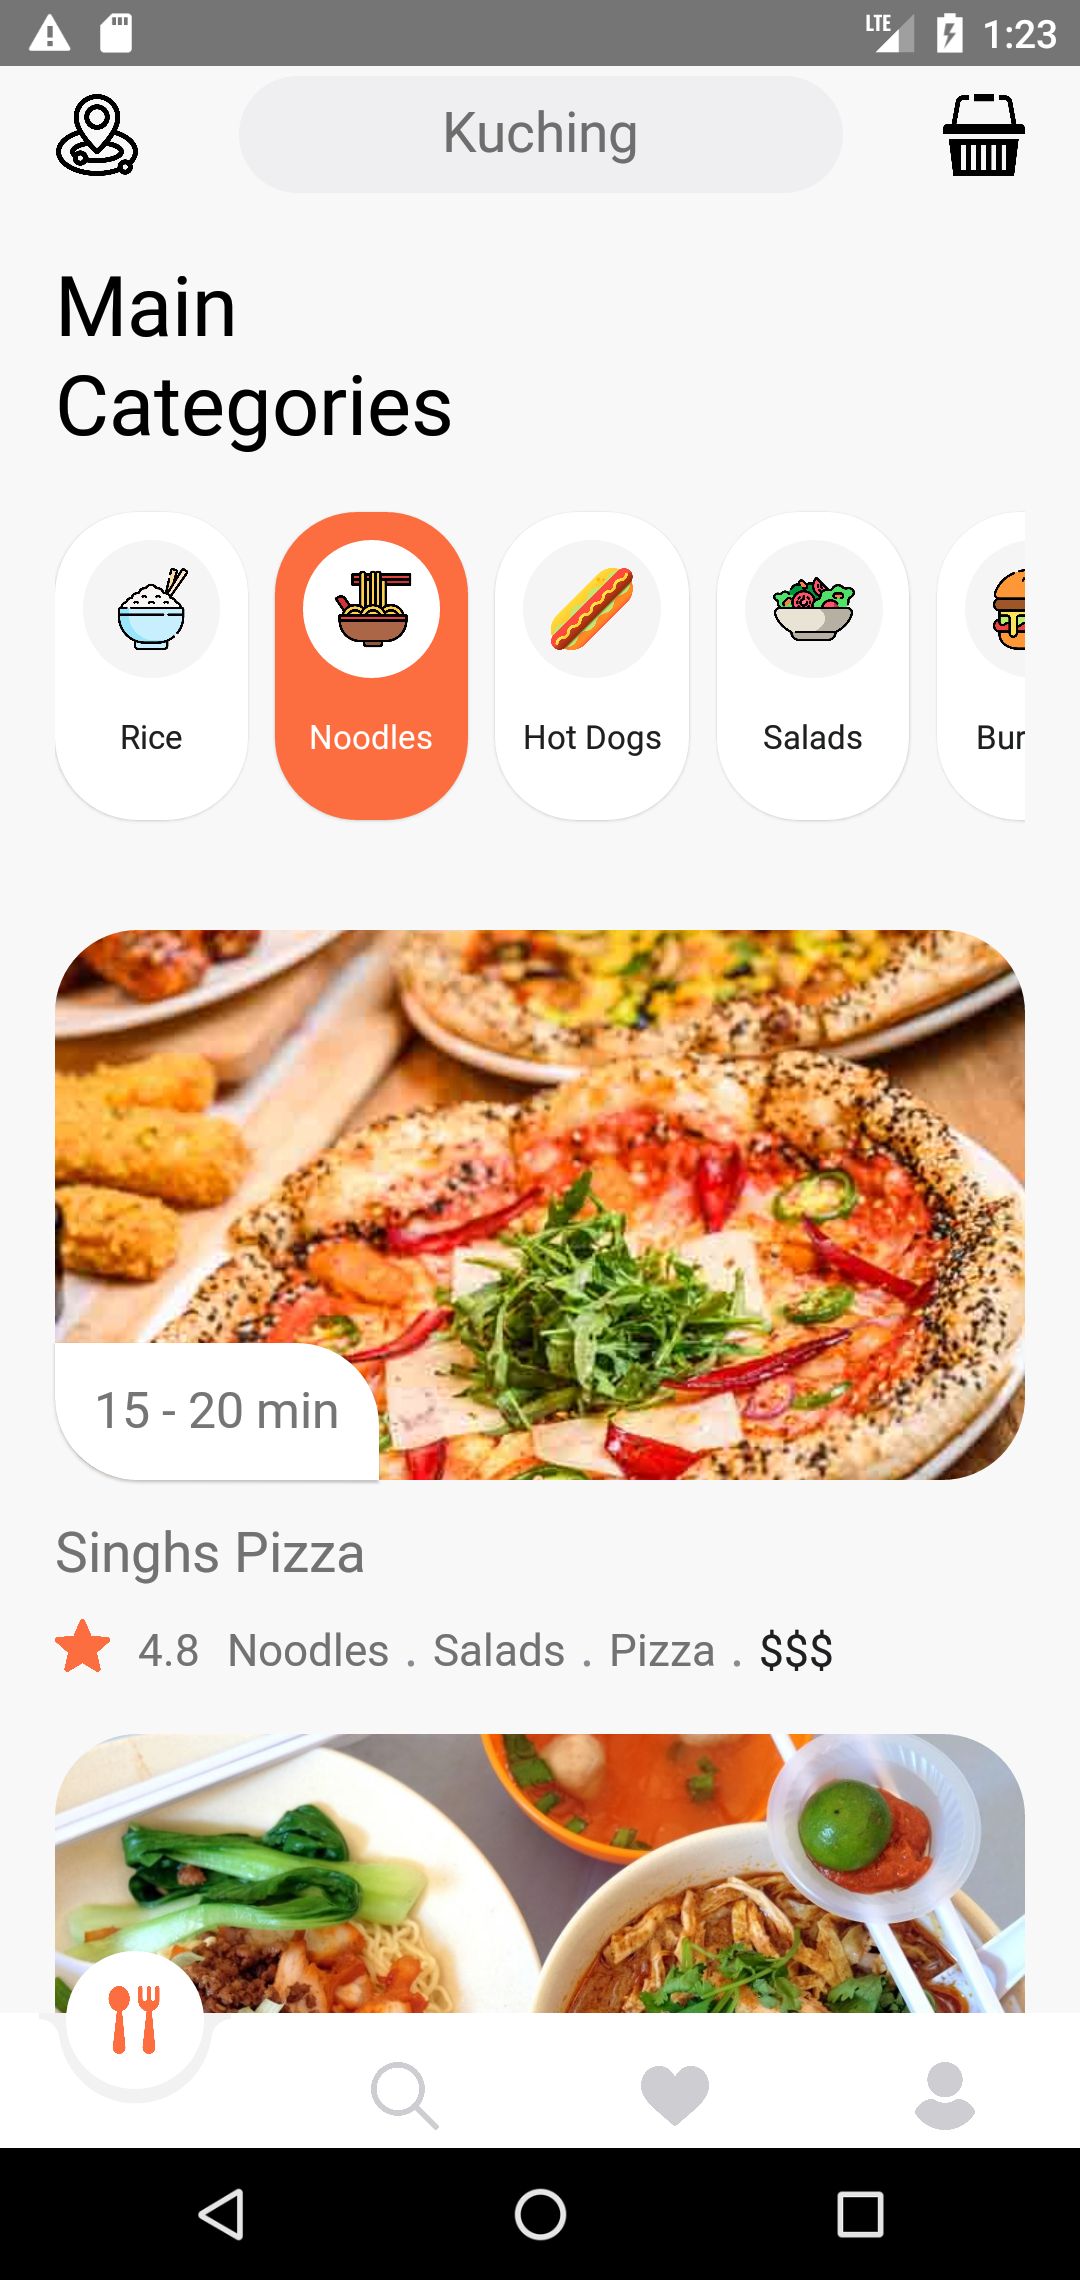 LTE 1:23
Kuching
Main
Categories
Rice Noodles Hot Dogs Salads Bur
15 - 20 min
Singhs Pizza
4.8 Noodles . Salads . Pizza . $$$